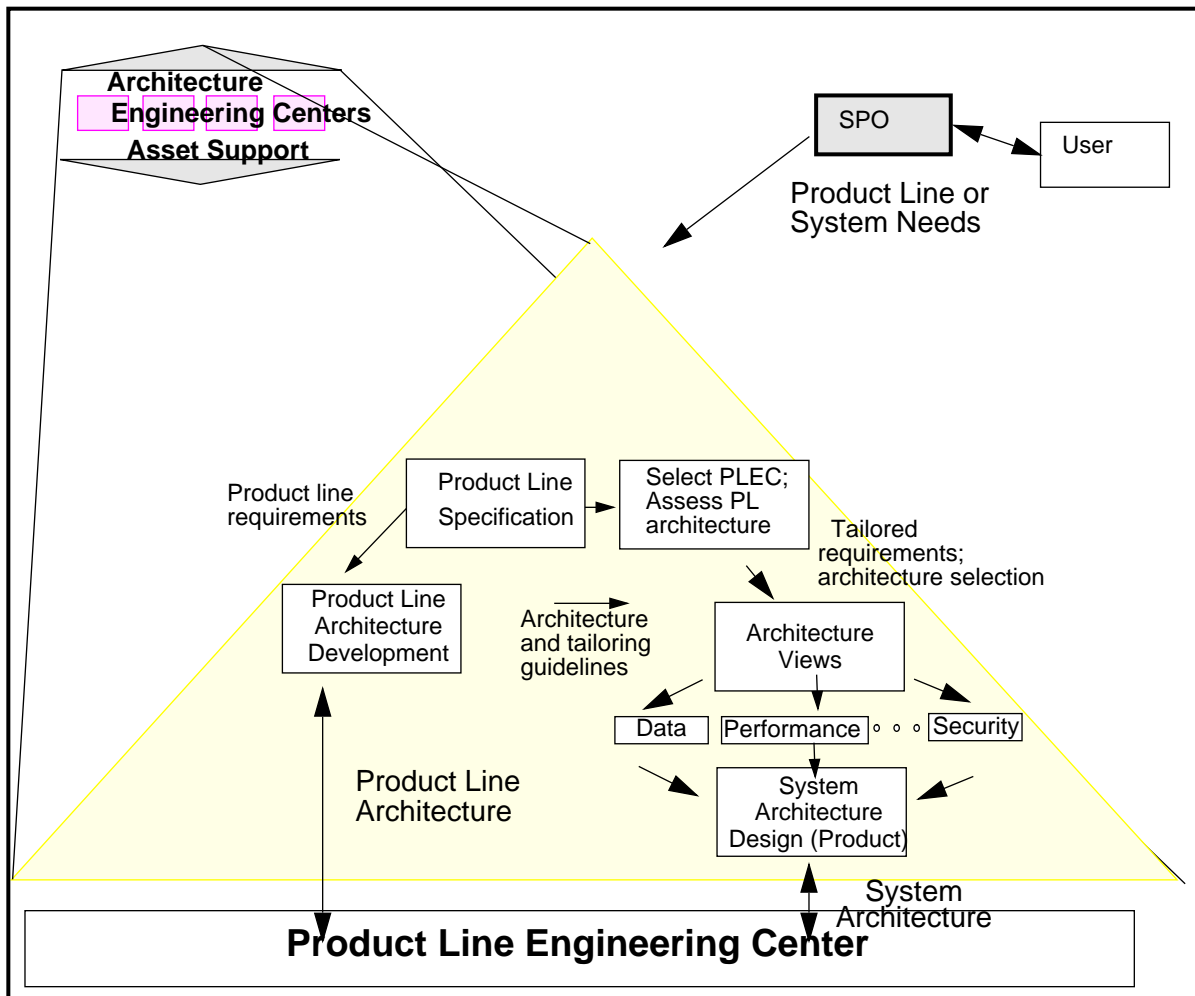 Architecture
Engineering Centers
Asset Support
SPO
User
Product Line or
System Needs
Product line
requirements
Product Line
Specification
Select PLEC;
Assess PL
architecture
Tailored
requirements;
architecture selection
Product Line
Architecture
Development
Architecture
and tailoring
guidelines
Architecture
Views
Data
Performance
Security
Product Line
Architecture
System
Architecture
Design (Product)
System
Architecture
Product Line Engineering Center